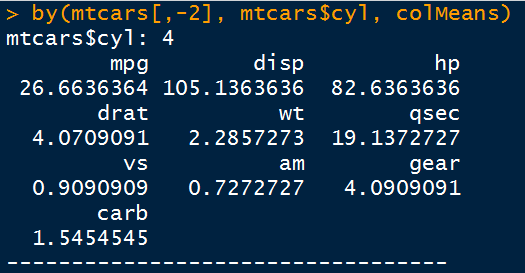 > by(mtcars[,-2], mtcars$cyl, colMeans)
mtcars$cyl: 4
mpg disp hp
26.6636364 105.1363636 82.6363636
drat wt qsec
4.0709091 2.2857273 19.1372727
vs am gear
0.9090909 0.7272727 4.0909091
carb
1.5454545
----------------------------------